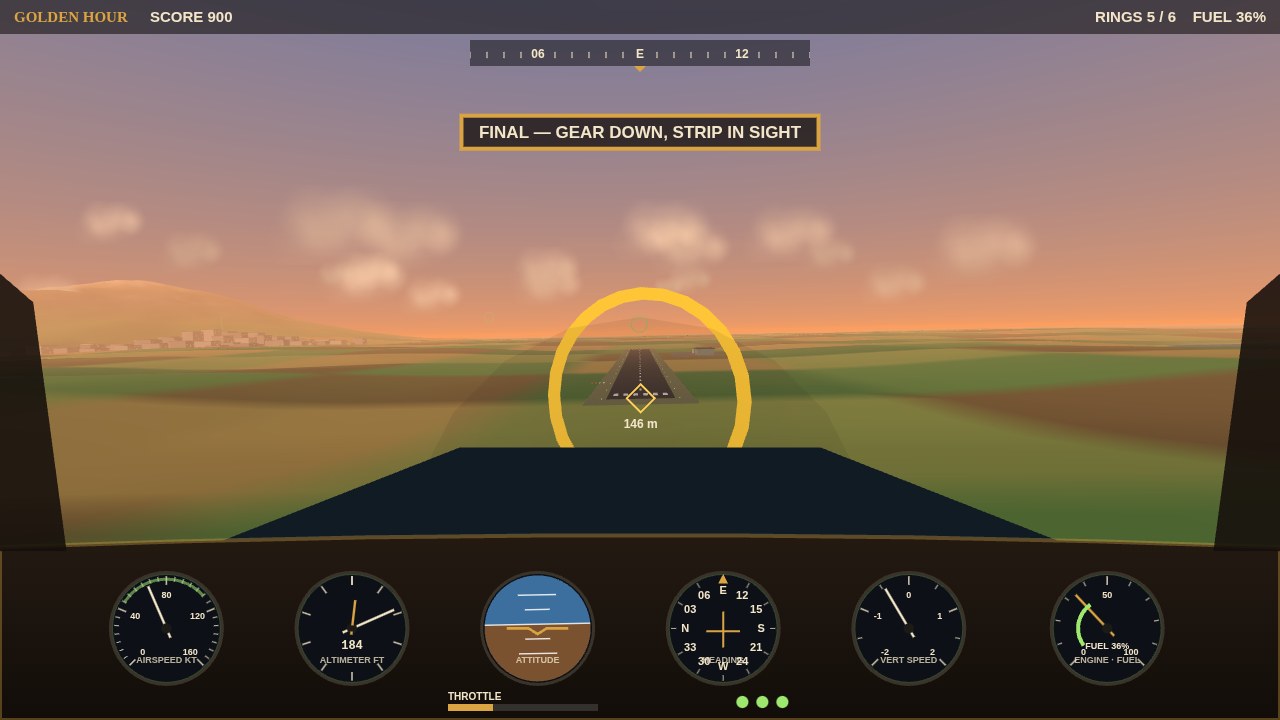 GOLDEN HOUR SCORE 900 RINGS 5 / 6 FUEL 36%
06 E 12
FINAL — GEAR DOWN, STRIP IN SIGHT
146 m
0 40 80 120 160
AIRSPEED KT
184
ALTIMETER FT
ATTITUDE
N 03 06 E 12 15 S 21 24 W 30 33
HEADING
-2 -1 0 1 2
VERT SPEED
0 50 100
FUEL 36%
ENGINE · FUEL
THROTTLE